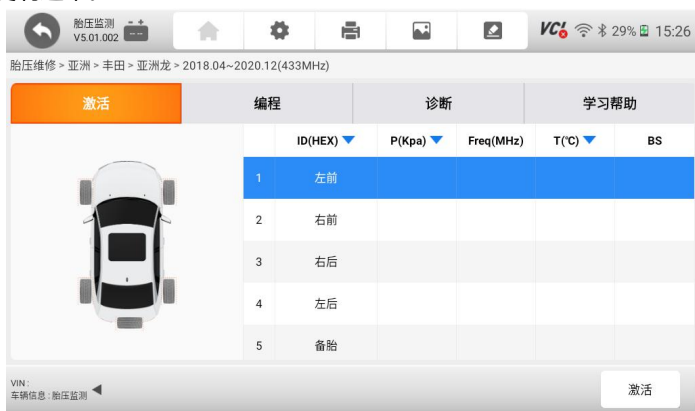 胎压监测
V5.01.002
VCI
29%
15:26
胎压维修 > 亚洲 > 丰田 > 亚洲龙 > 2018.04~2020.12(433MHz)
激活 编程 诊断 学习帮助
ID(HEX) P(Kpa) Freq(MHz) T(℃) BS
1 左前
2 右前
3 右后
4 左后
5 备胎
VIN :
车辆信息 : 胎压监测
激活